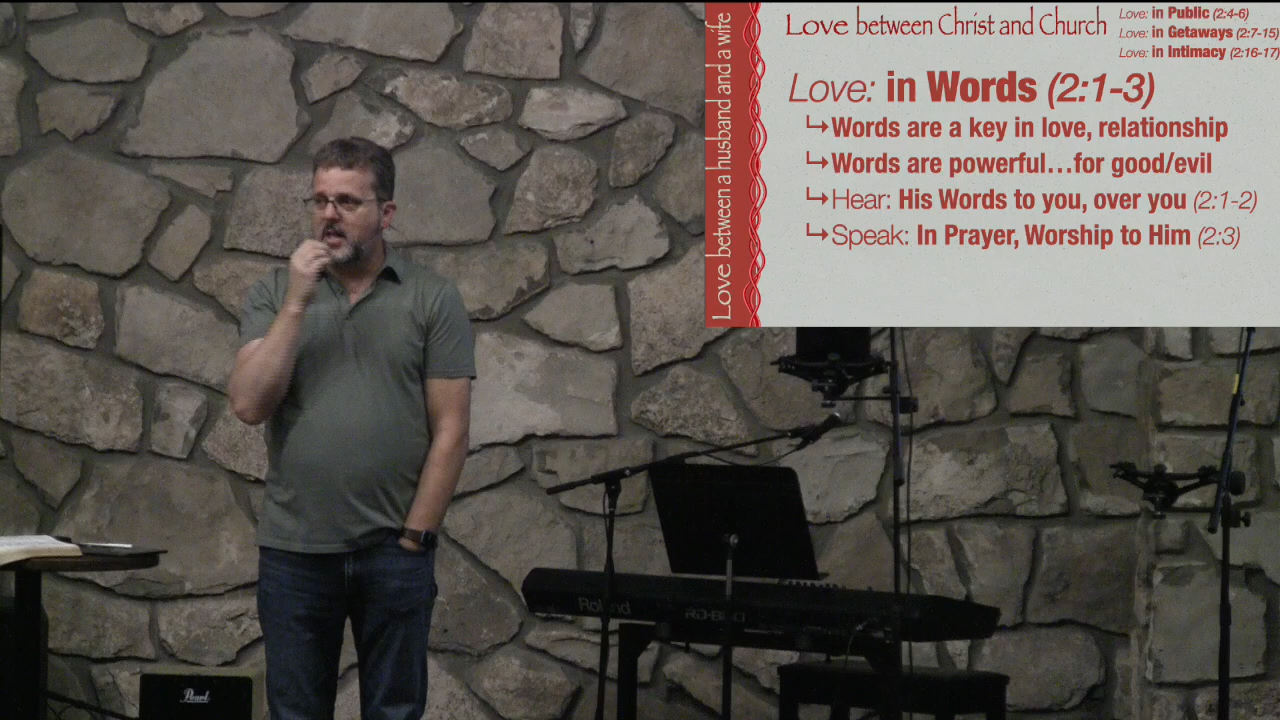 Love between a husband and a wife
Love between Christ and Church
Love: in Public (2:4-6)
Love: in Getaways (2:7-15)
Love: in Intimacy (2:16-17)
Love: in Words (2:1-3)
↳Words are a key in love, relationship
↳Words are powerful…for good/evil
↳Hear: His Words to you, over you (2:1-2)
↳Speak: In Prayer, Worship to Him (2:3)
Roland
Pearl